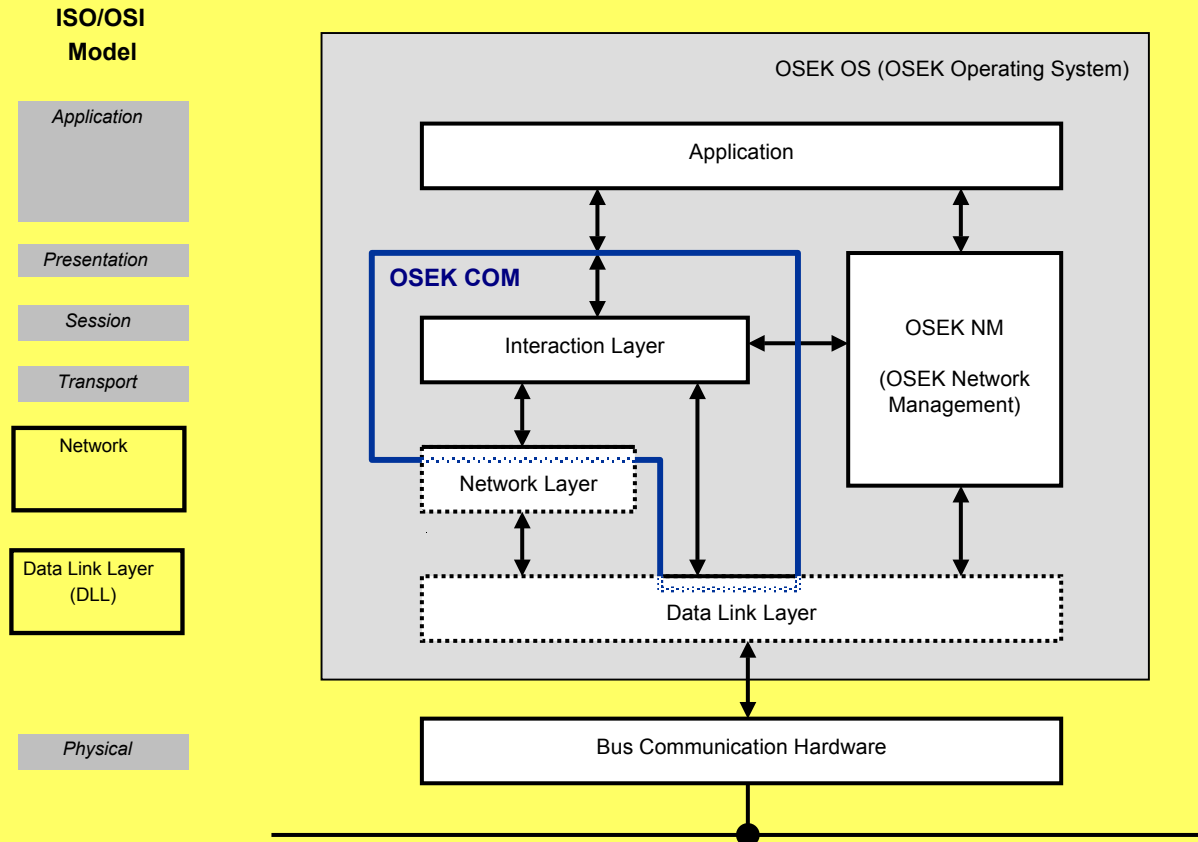 ISO/OSI
Model
Application
Presentation
Session
Transport
Network
Data Link Layer
(DLL)
Physical
OSEK OS (OSEK Operating System)
Application
OSEK COM
Interaction Layer
OSEK NM
(OSEK Network
Management)
Network Layer
Data Link Layer
Bus Communication Hardware